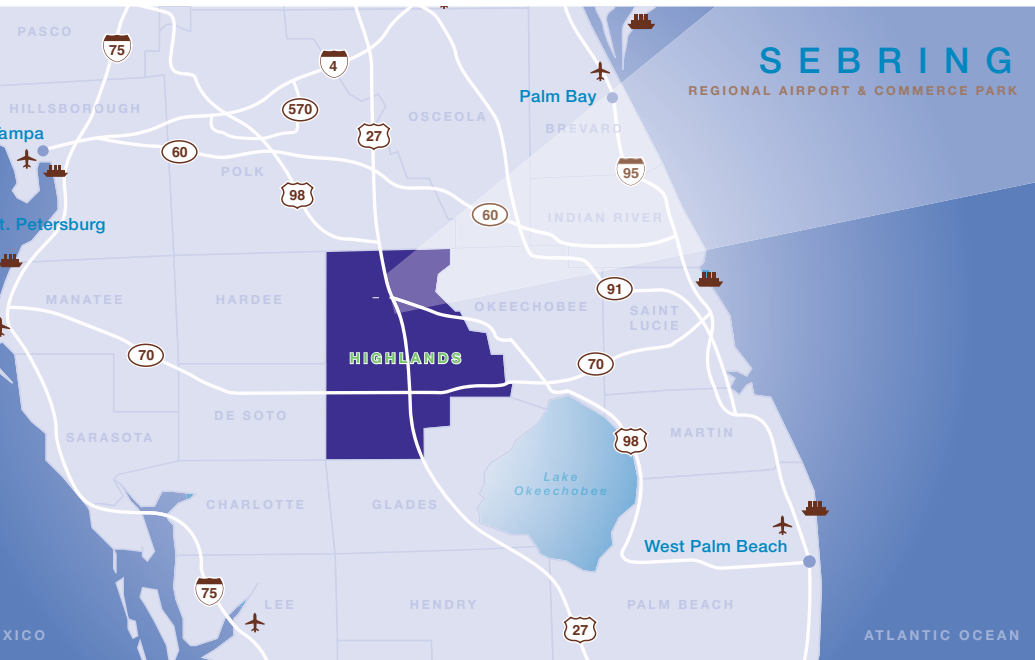 PASCO
75
4
SEBRING
REGIONAL AIRPORT & COMMERCE PARK
Palm Bay
HILLSBOROUGH
570
OSCEOLA
BREVARD
ampa
27
60
POLK
95
98
60
INDIAN RIVER
t. Petersburg
MANATEE
HARDEE
91
OKEECHOBEE
SAINT
LUCIE
70
HIGHLANDS
70
DE SOTO
SARASOTA
98
MARTIN
Lake
Okeechobee
CHARLOTTE
GLADES
West Palm Beach
75
LEE
HENDRY
PALM BEACH
27
XICO
ATLANTIC OCEAN